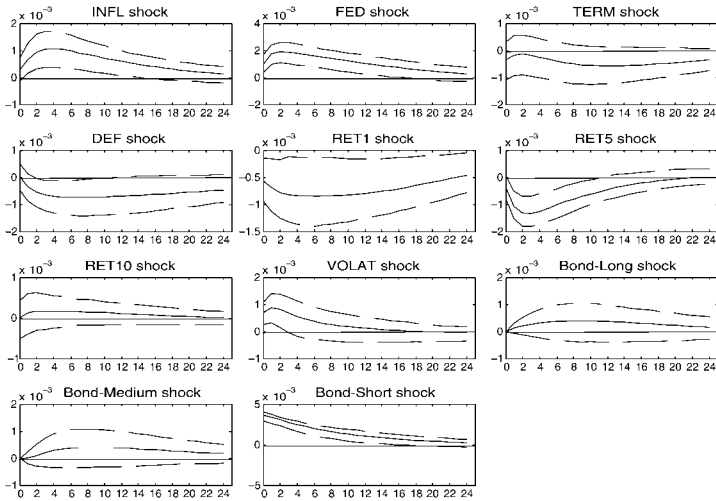 INFL shock FED shock TERM shock
x 10⁻³ x 10⁻³ x 10⁻³
2 4 1
1 2 0
0 0 -1
-1 -2 -2
0 2 4 6 8 10 12 14 16 18 20 22 24 0 2 4 6 8 10 12 14 16 18 20 22 24 0 2 4 6 8 10 12 14 16 18 20 22 24
DEF shock RET1 shock RET5 shock
x 10⁻³ x 10⁻³ x 10⁻³
1 0 1
0 -0.5 0
-1 -1 -1
-2 -1.5 -2
0 2 4 6 8 10 12 14 16 18 20 22 24 0 2 4 6 8 10 12 14 16 18 20 22 24 0 2 4 6 8 10 12 14 16 18 20 22 24
RET10 shock VOLAT shock Bond-Long shock
x 10⁻³ x 10⁻³ x 10⁻³
1 2 2
0 1 1
-1 0 0
-1 -1
0 2 4 6 8 10 12 14 16 18 20 22 24 0 2 4 6 8 10 12 14 16 18 20 22 24 0 2 4 6 8 10 12 14 16 18 20 22 24
Bond-Medium shock Bond-Short shock
x 10⁻³ x 10⁻³
2 5
1 0
0 -5
-1
0 2 4 6 8 10 12 14 16 18 20 22 24 0 2 4 6 8 10 12 14 16 18 20 22 24